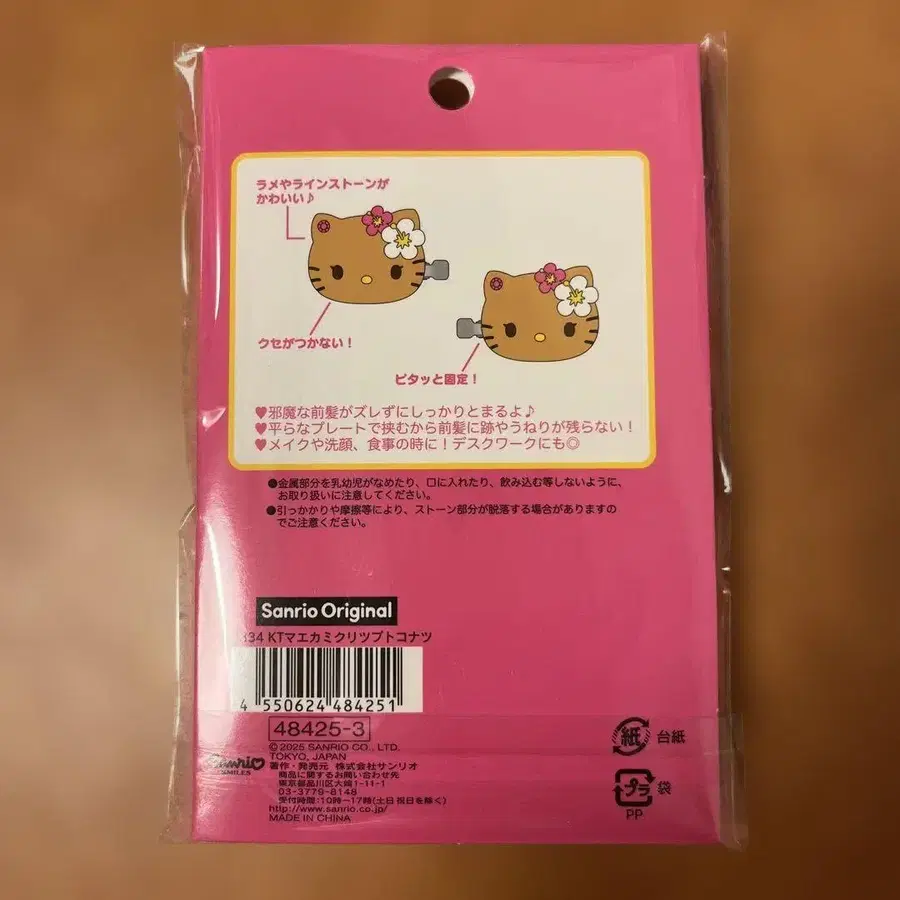 ラメやラインストーンが
かわいい♪
クセがつかない！
ピタッと固定！
♥邪魔な前髪がズレずにしっかりとまるよ♪
♥平らなプレートで挟むから前髪に跡やうねりが残らない！
♥メイクや洗顔、食事の時に！デスクワークにも◎
●金属部分を乳幼児がなめたり、口に入れたり、飲み込む等しないように、
お取り扱いに注意してください。
●引っかかりや摩擦等により、ストーン部分が脱落する場合がありますの
でご注意ください。
Sanrio Original
34 KTマエカミクリツプトコナツ
4 550624 484251
48425-3
© 2025 SANRIO CO., LTD.
TOKYO, JAPAN
著作・発売元 株式会社サンリオ
商品に関するお問い合わせ先
東京都品川区大崎1-11-1
03-3779-8148
受付時間:10時～17時(土日祝日を除く)
http://www.sanrio.co.jp/
MADE IN CHINA
Sanrio
SMILES
紙 台紙
プラ 袋
PP